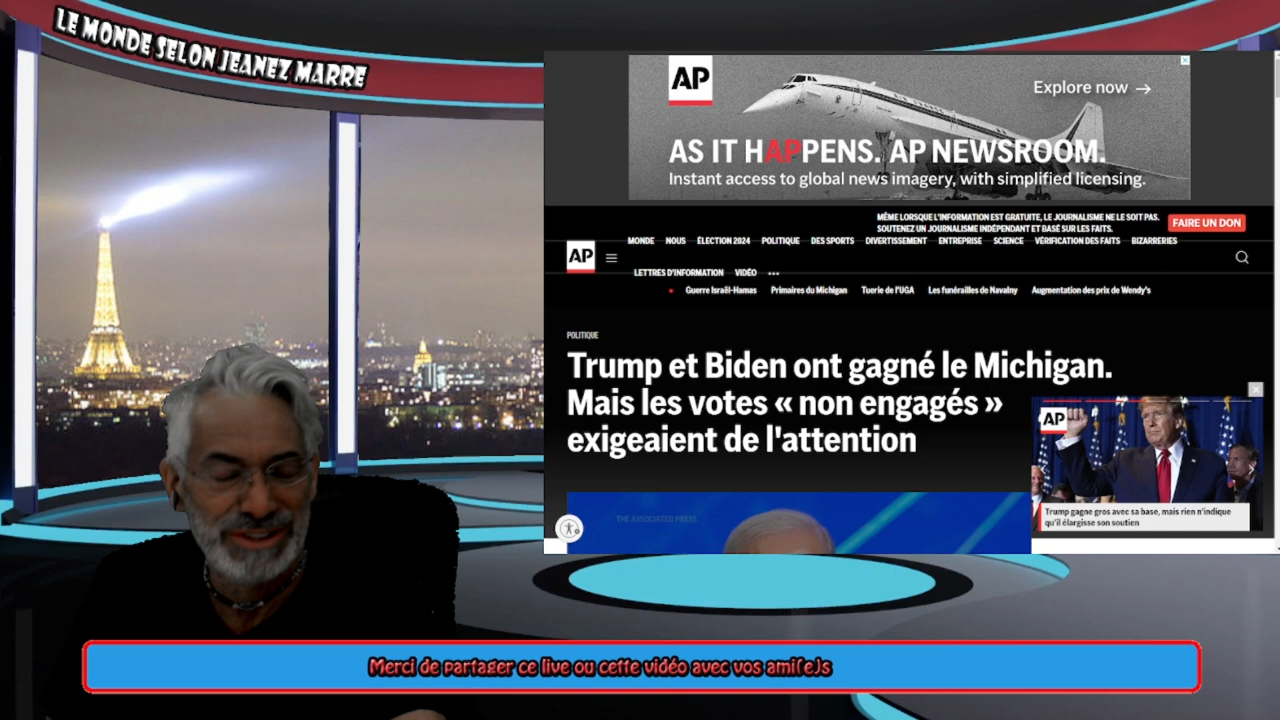 LE MONDE SELON JEANEZ MARRE
AP
Explore now →
AS IT HAPPENS. AP NEWSROOM.
Instant access to global news imagery, with simplified licensing.
MÊME LORSQUE L'INFORMATION EST GRATUITE, LE JOURNALISME NE LE SOIT PAS.
SOUTENEZ UN JOURNALISME INDÉPENDANT ET BASÉ SUR LES FAITS.
FAIRE UN DON
MONDE NOUS ÉLECTION 2024 POLITIQUE DES SPORTS DIVERTISSEMENT ENTREPRISE SCIENCE VÉRIFICATION DES FAITS BIZARRERIES
AP
LETTRES D'INFORMATION VIDÉO •••
Guerre Israël-Hamas Primaires du Michigan Tuerie de l'UGA Les funérailles de Navalny Augmentation des prix de Wendy's
POLITIQUE
Trump et Biden ont gagné le Michigan.
Mais les votes « non engagés »
exigeaient de l'attention
AP
Trump gagne gros avec sa base, mais rien n'indique
qu'il élargisse son soutien
THE ASSOCIATED PRESS
Merci de partager ce live ou cette vidéo avec vos ami(e)s